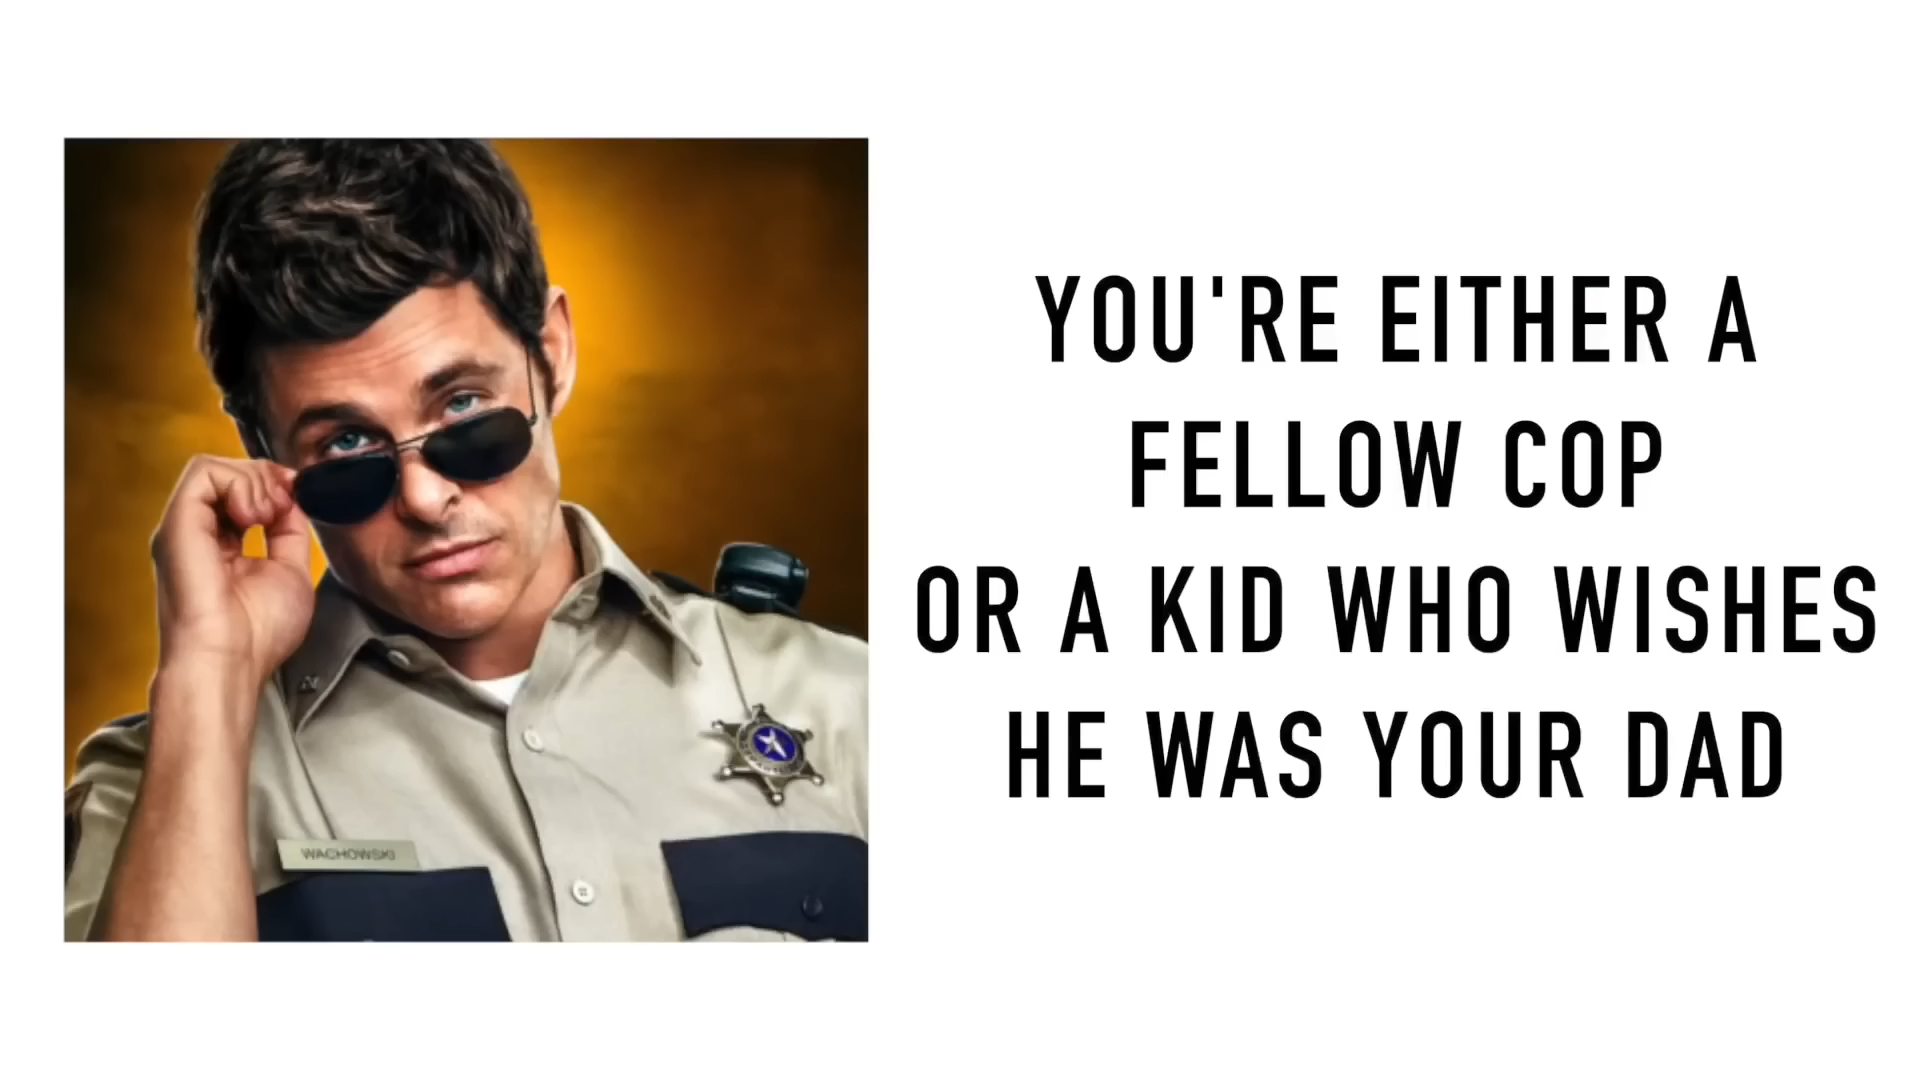 YOU'RE EITHER A
FELLOW COP
OR A KID WHO WISHES
HE WAS YOUR DAD
WACHOWSKI